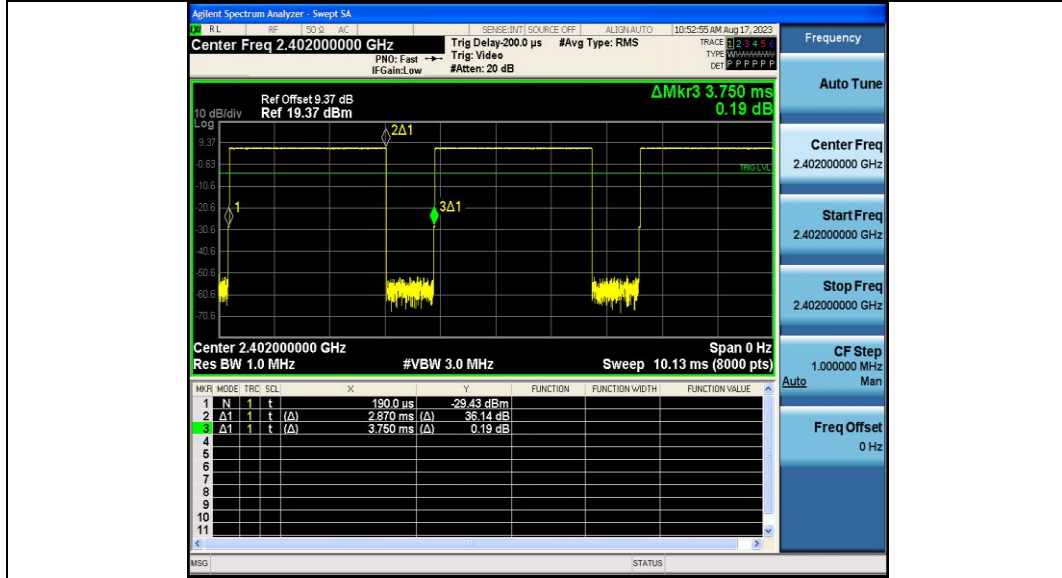 Agilent Spectrum Analyzer - Swept SA
RL RF 50 Ω AC SENSE:INT SOURCE OFF ALIGN AUTO 10:52:55 AM Aug 17, 2023
Center Freq 2.402000000 GHz
Trig Delay-200.0 µs #Avg Type: RMS TRACE 1 2 3 4 5 6
PNO: Fast Trig: Video TYPE
IFGain:Low #Atten: 20 dB DET P P P P P P
Frequency
Auto Tune
Center Freq
2.402000000 GHz
Start Freq
2.402000000 GHz
Stop Freq
2.402000000 GHz
CF Step
1.000000 MHz
Auto Man
Freq Offset
0 Hz
ΔMkr3 3.750 ms
0.19 dB
Ref Offset 9.37 dB
10 dB/div Ref 19.37 dBm
Log
2Δ1
9.37
-0.63
TRIG LVL
-10.6
-20.6
1
3Δ1
-30.6
-40.6
-50.6
-60.6
-70.6
Center 2.402000000 GHz Span 0 Hz
Res BW 1.0 MHz #VBW 3.0 MHz Sweep 10.13 ms (8000 pts)
MKR MODE TRC SCL X Y FUNCTION FUNCTION WIDTH FUNCTION VALUE
1 N 1 t 190.0 µs -29.43 dBm
2 Δ1 1 t (Δ) 2.870 ms (Δ) 36.14 dB
3 Δ1 1 t (Δ) 3.750 ms (Δ) 0.19 dB
4
5
6
7
8
9
10
11
MSG STATUS